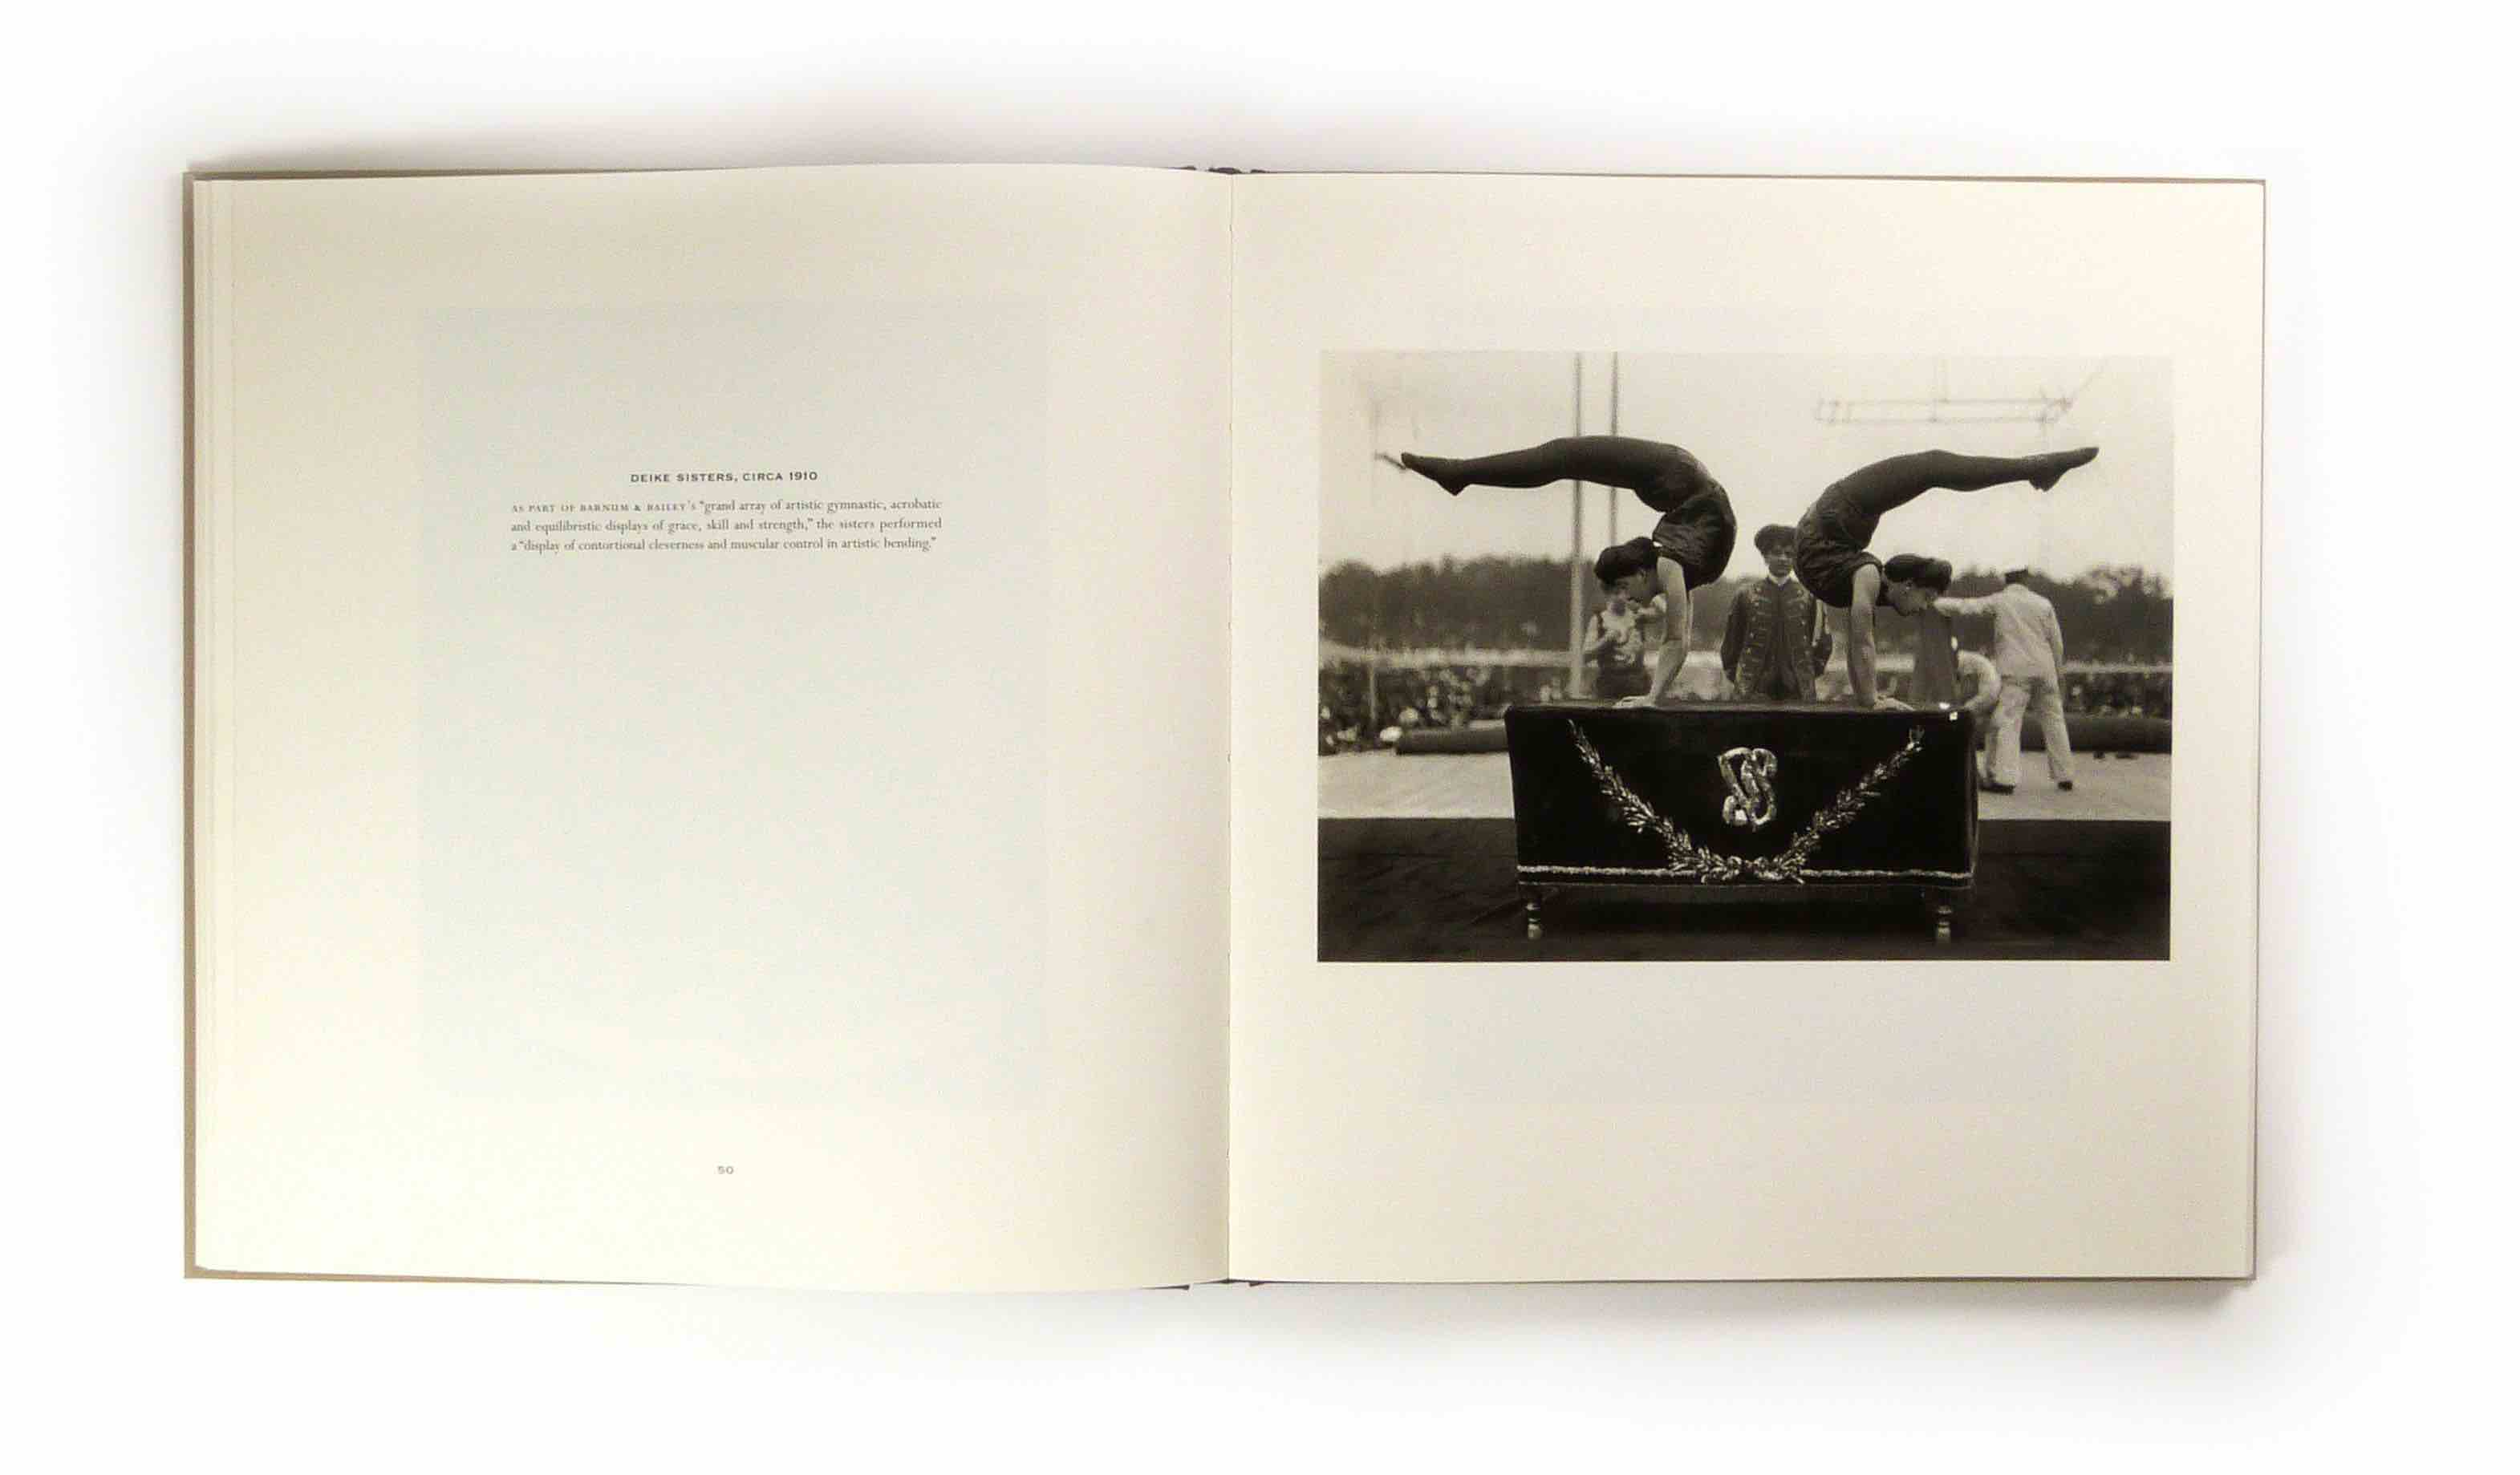 DEIKE SISTERS, CIRCA 1910
AS PART OF BARNUM & BAILEY's "grand array of artistic gymnastic, acrobatic
and equilibristic displays of grace, skill and strength," the sisters performed
a "display of contortional cleverness and muscular control in artistic bending."
50